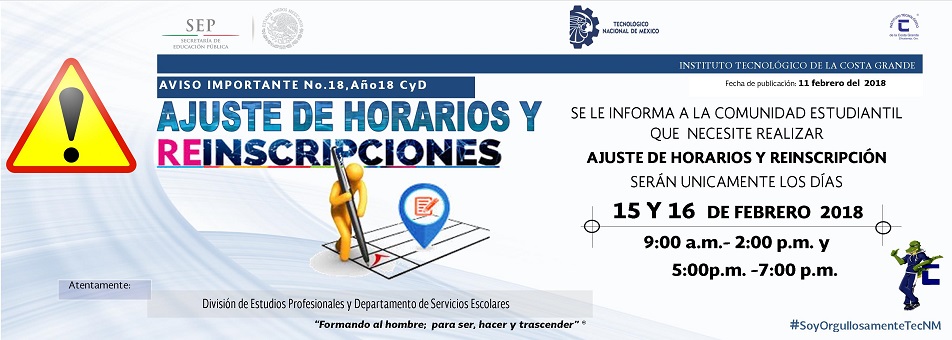 SEP
SECRETARÍA DE
EDUCACIÓN PÚBLICA
TECNOLÓGICO
NACIONAL DE MÉXICO
INSTITUTO TECNOLÓGICO DE LA COSTA GRANDE
AVISO IMPORTANTE No.18,Año18 CyD
Fecha de publicación: 11 febrero del 2018
AJUSTE DE HORARIOS Y
REINSCRIPCIONES
SE LE INFORMA A LA COMUNIDAD ESTUDIANTIL
QUE NECESITE REALIZAR
AJUSTE DE HORARIOS Y REINSCRIPCIÓN
SERÁN UNICAMENTE LOS DÍAS
15 Y 16 DE FEBRERO 2018
9:00 a.m.- 2:00 p.m. y
5:00p.m. -7:00 p.m.
Atentamente:
División de Estudios Profesionales y Departamento de Servicios Escolares
"Formando al hombre; para ser, hacer y trascender" ®
#SoyOrgullosamenteTecNM